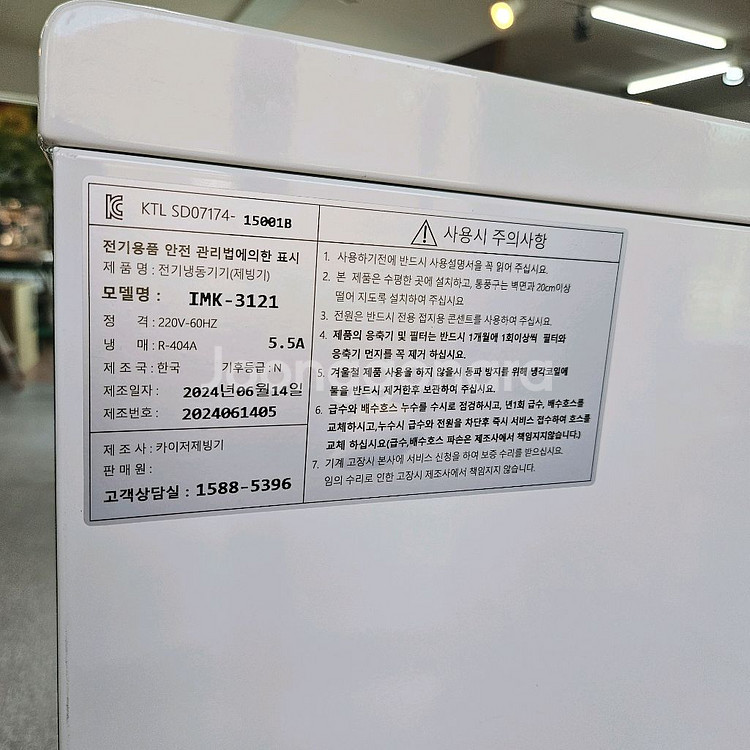 KTL SD07174- 15001B
전기용품 안전 관리법에의한 표시
제 품 명 : 전기냉동기기(제빙기)
모델명 : IMK-3121
정 격 : 220V-60HZ
냉 매 : R-404A 5.5A
제 조 국 : 한국 기후등급 : N
제조일자 : 2024년06월14일
제조번호 : 2024061405
제 조 사 : 카이저제빙기
판 매 원 :
고객상담실 : 1588-5396
사용시 주의사항
1. 사용하기전에 반드시 사용설명서을 꼭 읽어 주십시요.
2. 본 제품은 수평한 곳에 설치하고, 통풍구는 벽면과 20cm이상
떨어 지도록 설치하여 주십시요
3. 전원은 반드시 전용 접지용 콘센트를 사용하여 주십시요.
4. 제품의 응축기 및 필터는 반드시 1개월에 1회이상씩 필터와
응축기 먼지를 꼭 제거 하십시요.
5. 겨울철 제품 사용을 하지 않을시 동파 방지를 위해 냉각코일에
물을 반드시 제거한후 보관하여 주십시요.
6. 급수와 배수호스 누수를 수시로 점검하시고, 년1회 급수, 배수호스를
교체하시고,누수시 급수와 전원을 차단후 즉시 서비스 접수하여 호스를
교체 하십시요(급수,배수호스 파손은 제조사에서 책임지지않습니다.)
7. 기계 고장시 본사에 서비스 신청을 하여 보증 수리를 받으십시요.
임의 수리로 인한 고장시 제조사에서 책임지지 않습니다.
Joongna